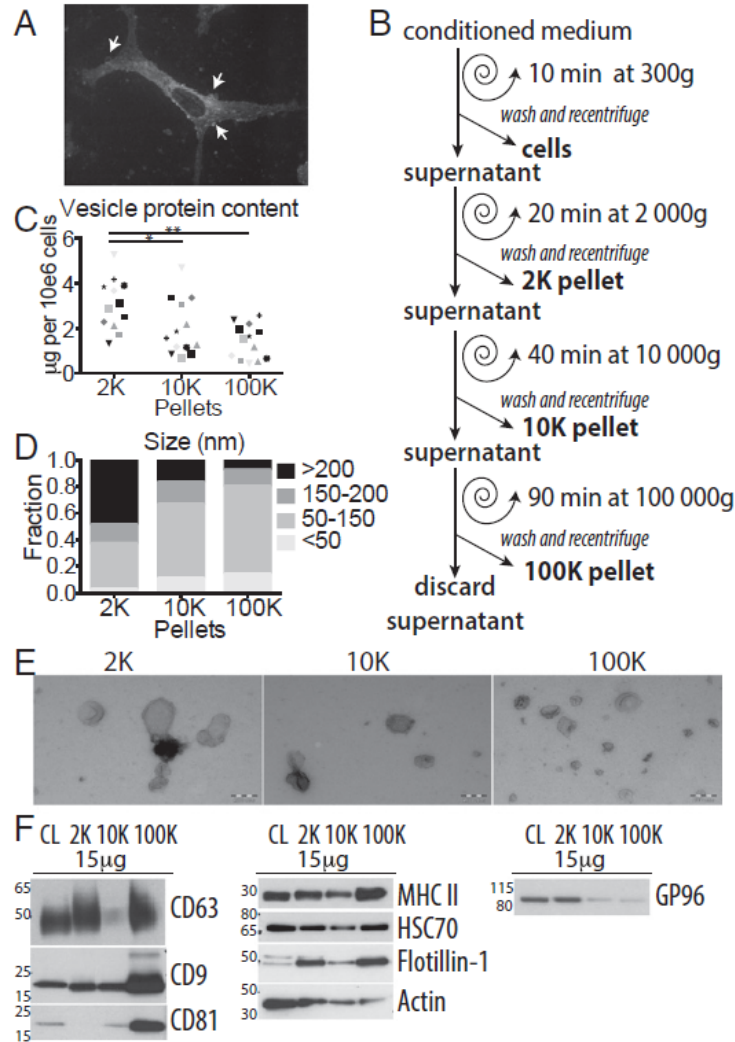 A
B
conditioned medium
10 min at 300g
wash and recentrifuge
cells
supernatant
20 min at 2 000g
wash and recentrifuge
2K pellet
supernatant
40 min at 10 000g
wash and recentrifuge
10K pellet
supernatant
90 min at 100 000g
wash and recentrifuge
100K pellet
discard
supernatant
C
Vesicle protein content
**
*
µg per 10e6 cells
6
4
2
0
2K 10K 100K
Pellets
D
Size (nm)
Fraction
1.0
0.8
0.6
0.4
0.2
0.0
>200
150-200
50-150
<50
2K 10K 100K
Pellets
E
2K 10K 100K
F
CL 2K 10K 100K
15µg
65
50
CD63
25
15
CD9
25
15
CD81
CL 2K 10K 100K
15µg
30
MHC II
80
65
HSC70
50
Flotillin-1
50
30
Actin
CL 2K 10K 100K
15µg
115
80
GP96